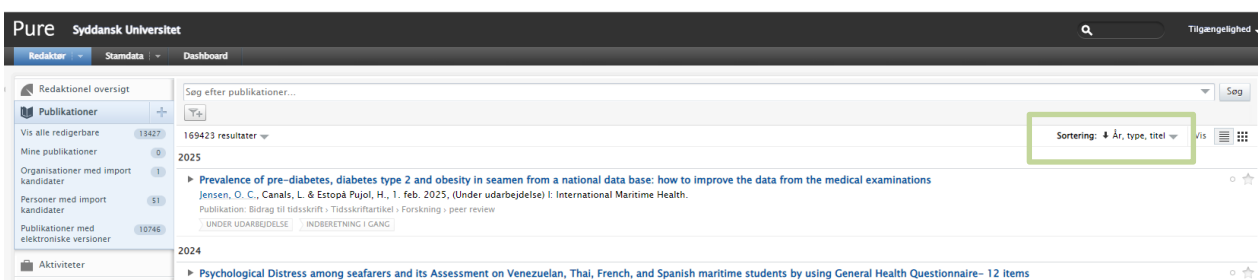 Pure Syddansk Universitet
Tilgængelighed
Redaktør Stamdata Dashboard
Redaktionel oversigt
Publikationer
Vis alle redigerbare 13427
Mine publikationer 0
Organisationer med import kandidater 1
Personer med import kandidater 51
Publikationer med elektroniske versioner 10746
Aktiviteter
Søg efter publikationer...
Søg
169423 resultater
Sortering: År, type, titel
Vis
2025
Prevalence of pre-diabetes, diabetes type 2 and obesity in seamen from a national data base: how to improve the data from the medical examinations
Jensen, O. C., Canals, L. & Estopà Pujol, H., 1. feb. 2025, (Under udarbejdelse) I: International Maritime Health.
Publikation: Bidrag til tidsskrift › Tidsskriftartikel › Forskning › peer review
UNDER UDARBEJDELSE INDBERETNING I GANG
2024
Psychological Distress among seafarers and its Assessment on Venezuelan, Thai, French, and Spanish maritime students by using General Health Questionnaire- 12 items